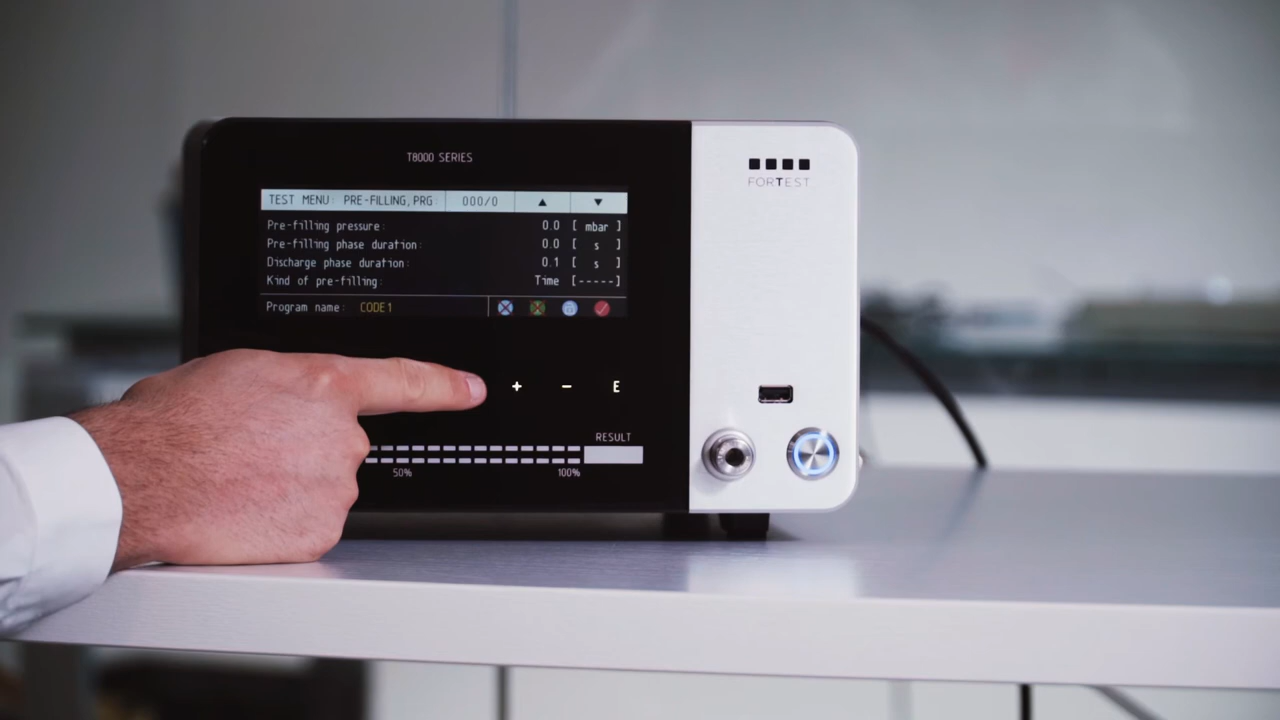 T8000 SERIES
FORTEST
TEST MENU: PRE-FILLING, PRG: 000/0 ▲ ▼
Pre-filling pressure: 0.0 [ mbar ]
Pre-filling phase duration: 0.0 [ s ]
Discharge phase duration: 0.1 [ s ]
Kind of pre-filling: Time [-----]
Program name: CODE1
+ - E
RESULT
50% 100%